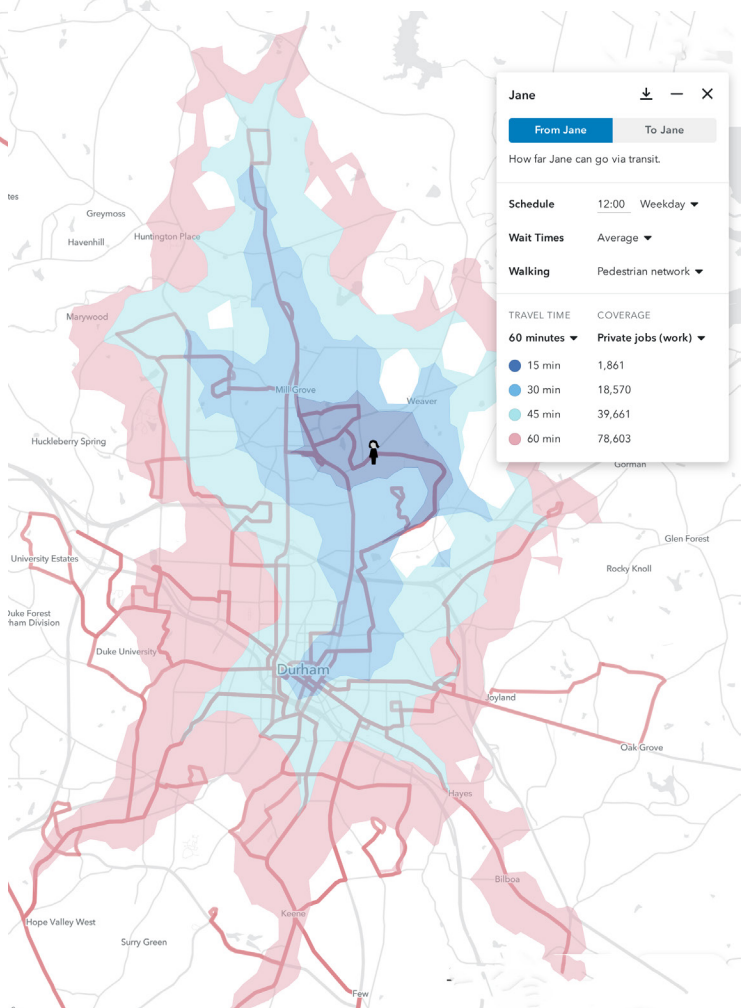 Jane
From Jane
To Jane
How far Jane can go via transit.
Schedule
12:00
Weekday
Wait Times
Average
Walking
Pedestrian network
TRAVEL TIME
COVERAGE
60 minutes
Private jobs (work)
15 min
1,861
30 min
18,570
45 min
39,661
60 min
78,603
tes
Greymoss
Havenhill
Huntington Place
Marywood
Mill Grove
Weaver
Huckleberry Spring
Gorman
Glen Forest
University Estates
Rocky Knoll
Duke Forest
ham Division
Duke University
Durham
Joyland
Oak Grove
Hayes
Bilboa
Keene
Hope Valley West
Surry Green
Few